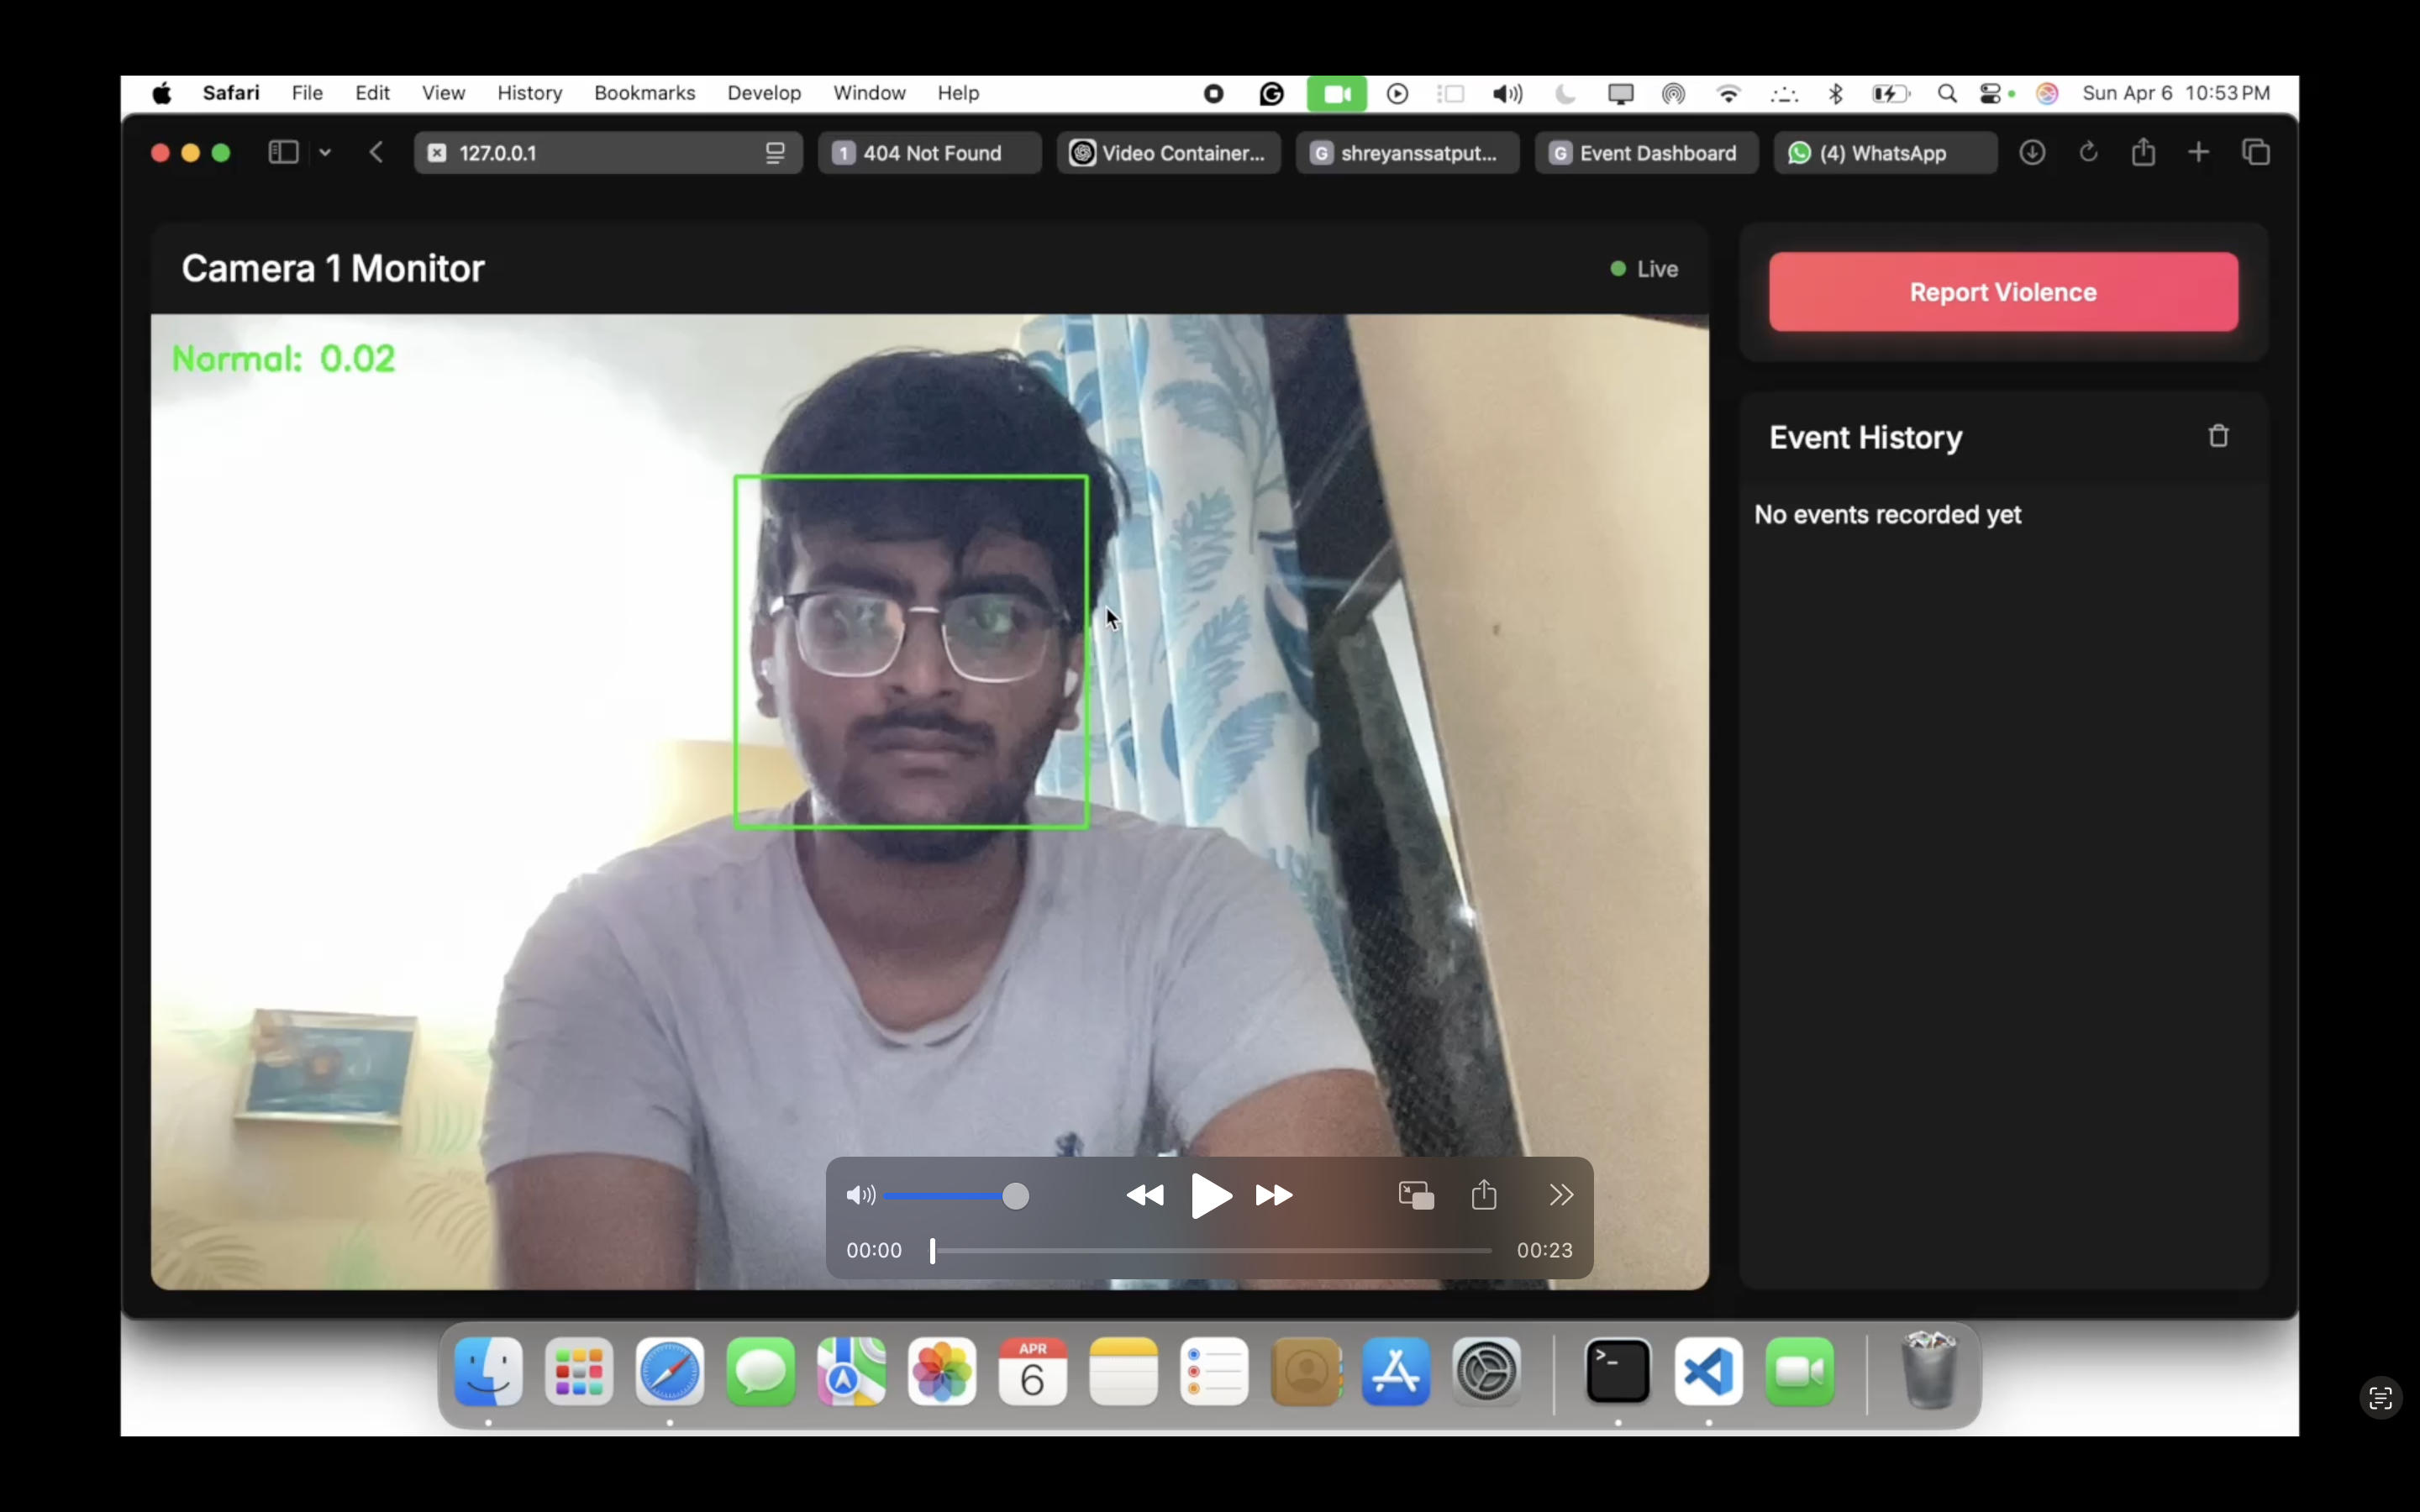 Safari File Edit View History Bookmarks Develop Window Help Sun Apr 6 10:53 PM
127.0.0.1 1 404 Not Found Video Container... G shreyanssatput... G Event Dashboard (4) WhatsApp
Camera 1 Monitor
Live
Report Violence
Normal: 0.02
Event History
No events recorded yet
00:00 00:23
APR
6
>_